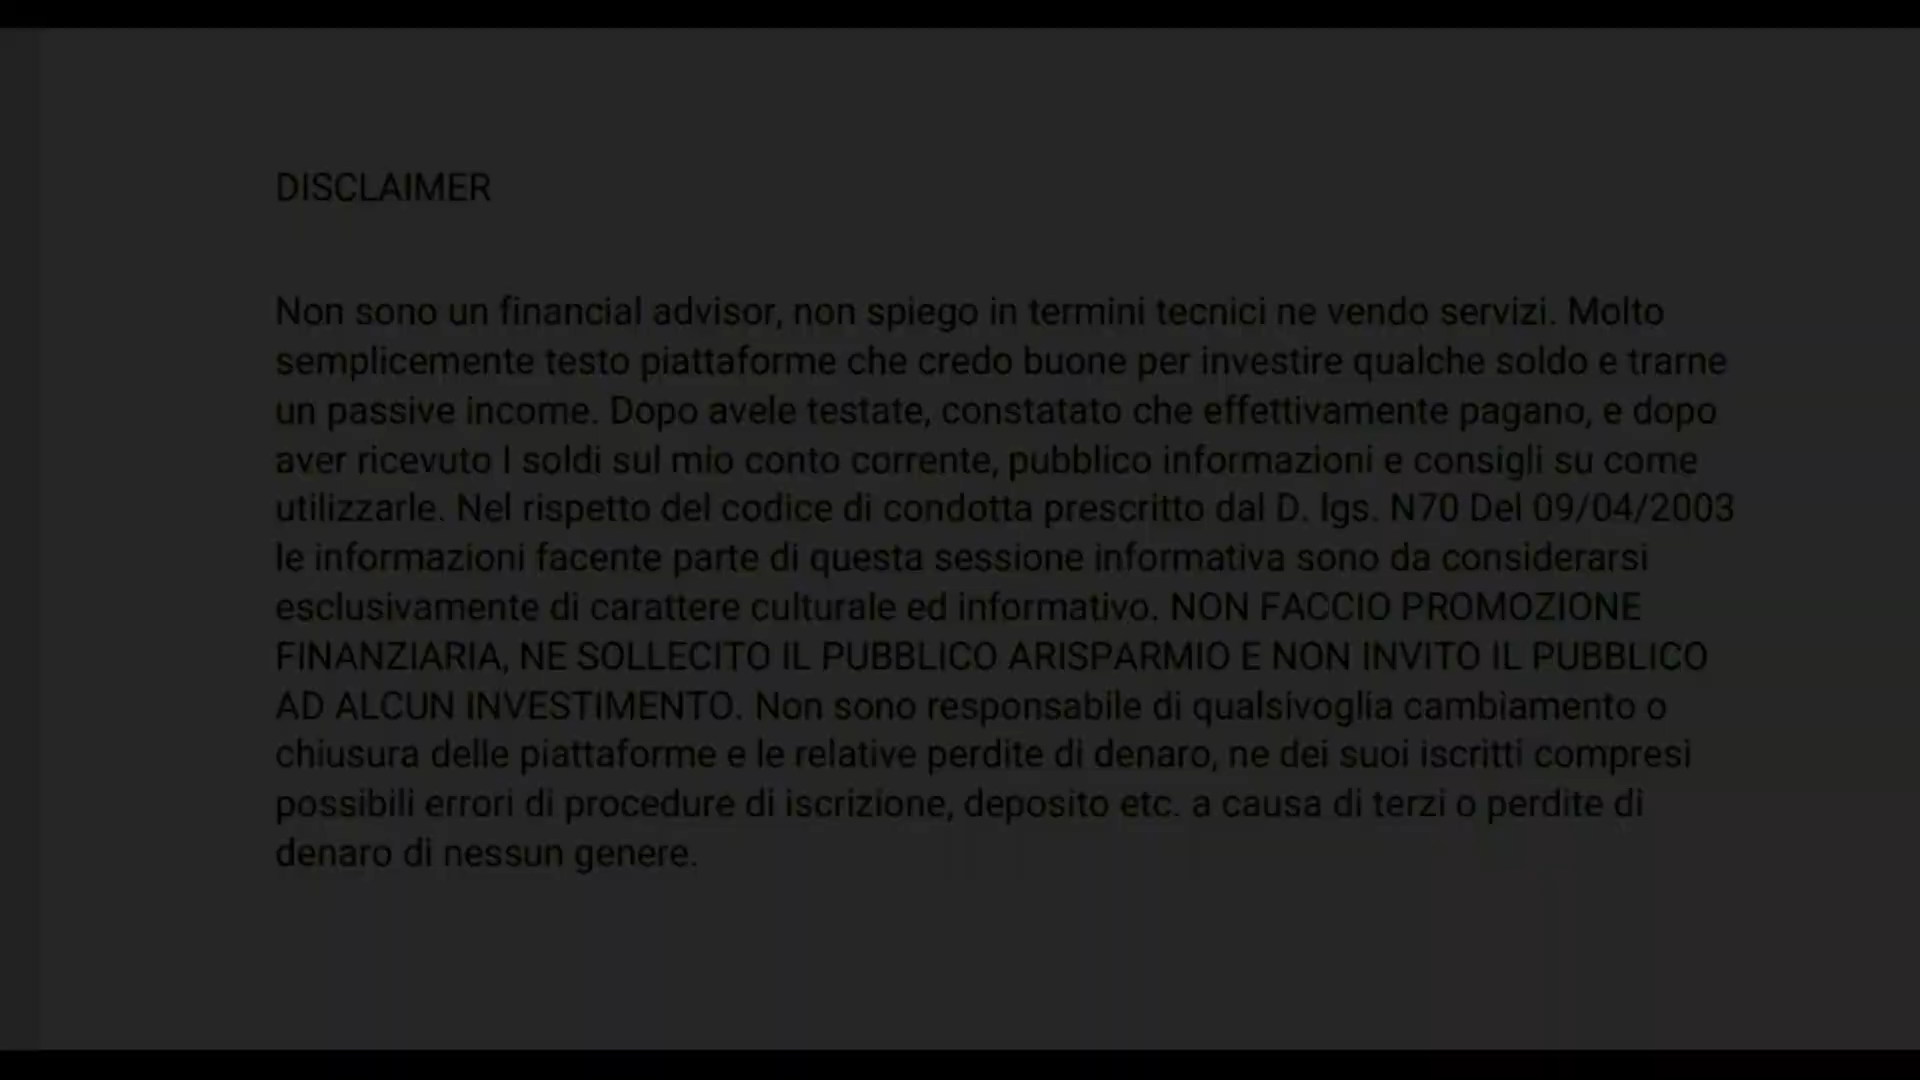 DISCLAIMER
Non sono un financial advisor, non spiego in termini tecnici ne vendo servizi. Molto
semplicemente testo piattaforme che credo buone per investire qualche soldo e trarne
un passive income. Dopo avele testate, constatato che effettivamente pagano, e dopo
aver ricevuto I soldi sul mio conto corrente, pubblico informazioni e consigli su come
utilizzarle. Nel rispetto del codice di condotta prescritto dal D. lgs. N70 Del 09/04/2003
le informazioni facente parte di questa sessione informativa sono da considerarsi
esclusivamente di carattere culturale ed informativo. NON FACCIO PROMOZIONE
FINANZIARIA, NE SOLLECITO IL PUBBLICO ARISPARMIO E NON INVITO IL PUBBLICO
AD ALCUN INVESTIMENTO. Non sono responsabile di qualsivoglia cambiamento o
chiusura delle piattaforme e le relative perdite di denaro, ne dei suoi iscritti compresi
possibili errori di procedure di iscrizione, deposito etc. a causa di terzi o perdite di
denaro di nessun genere.